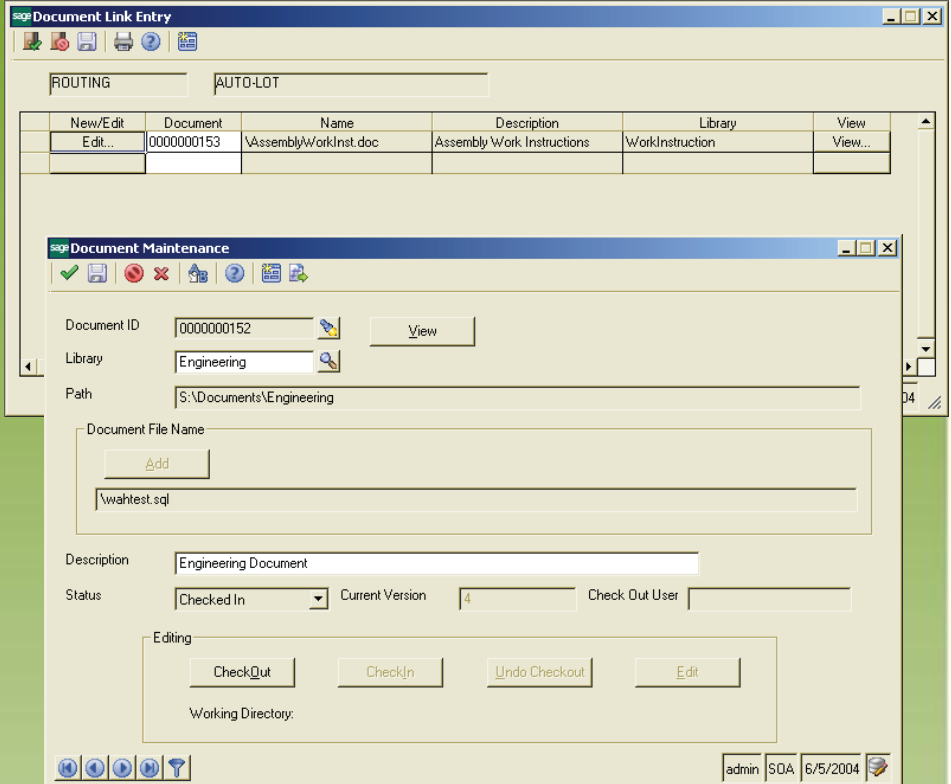 sage Document Link Entry
ROUTING AUTO-LOT
New/Edit Document Name Description Library View
Edit... 0000000153 \AssemblyWorkInst.doc Assembly Work Instructions WorkInstruction View...
04
sage Document Maintenance
Document ID 0000000152 View
Library Engineering
Path S:\Documents\Engineering
Document File Name
Add
\wahtest.sql
Description Engineering Document
Status Checked In Current Version 4 Check Out User
Editing
CheckOut CheckIn Undo Checkout Edit
Working Directory:
admin SOA 6/5/2004